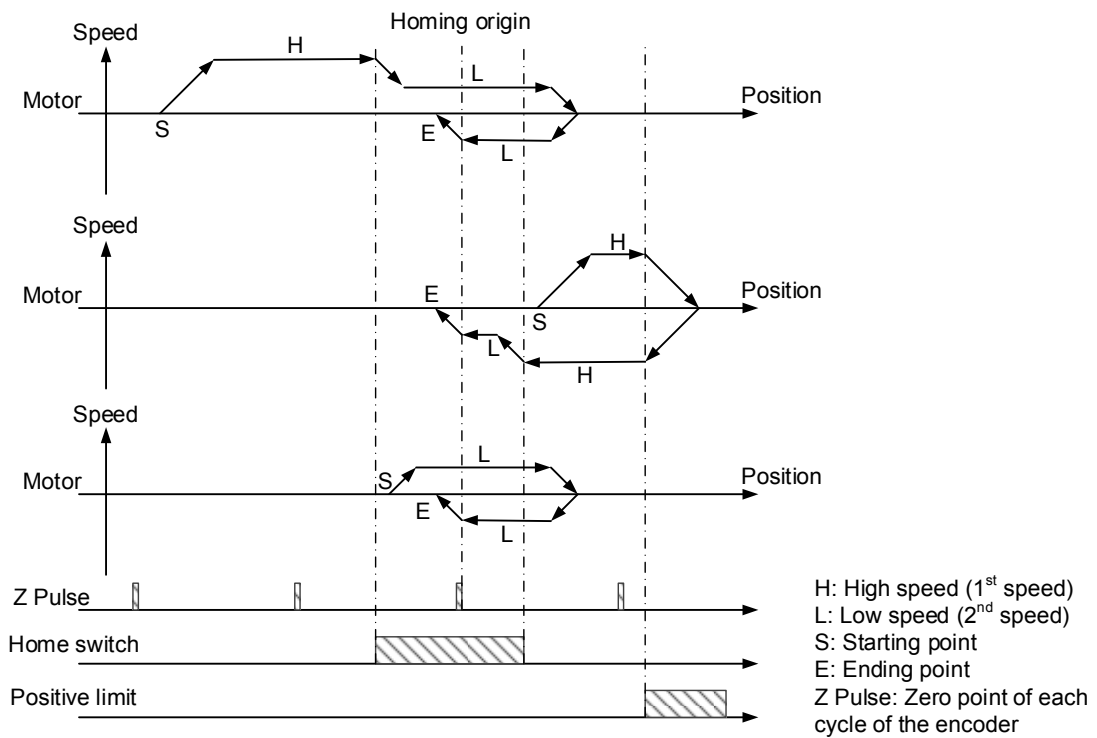 Homing origin
Speed
H
L
Motor
Position
S
E
L
Speed
H
Motor
E
Position
S
L
H
Speed
L
Motor
S
Position
E
L
Z Pulse
Home switch
Positive limit
H: High speed (1st speed)
L: Low speed (2nd speed)
S: Starting point
E: Ending point
Z Pulse: Zero point of each
cycle of the encoder